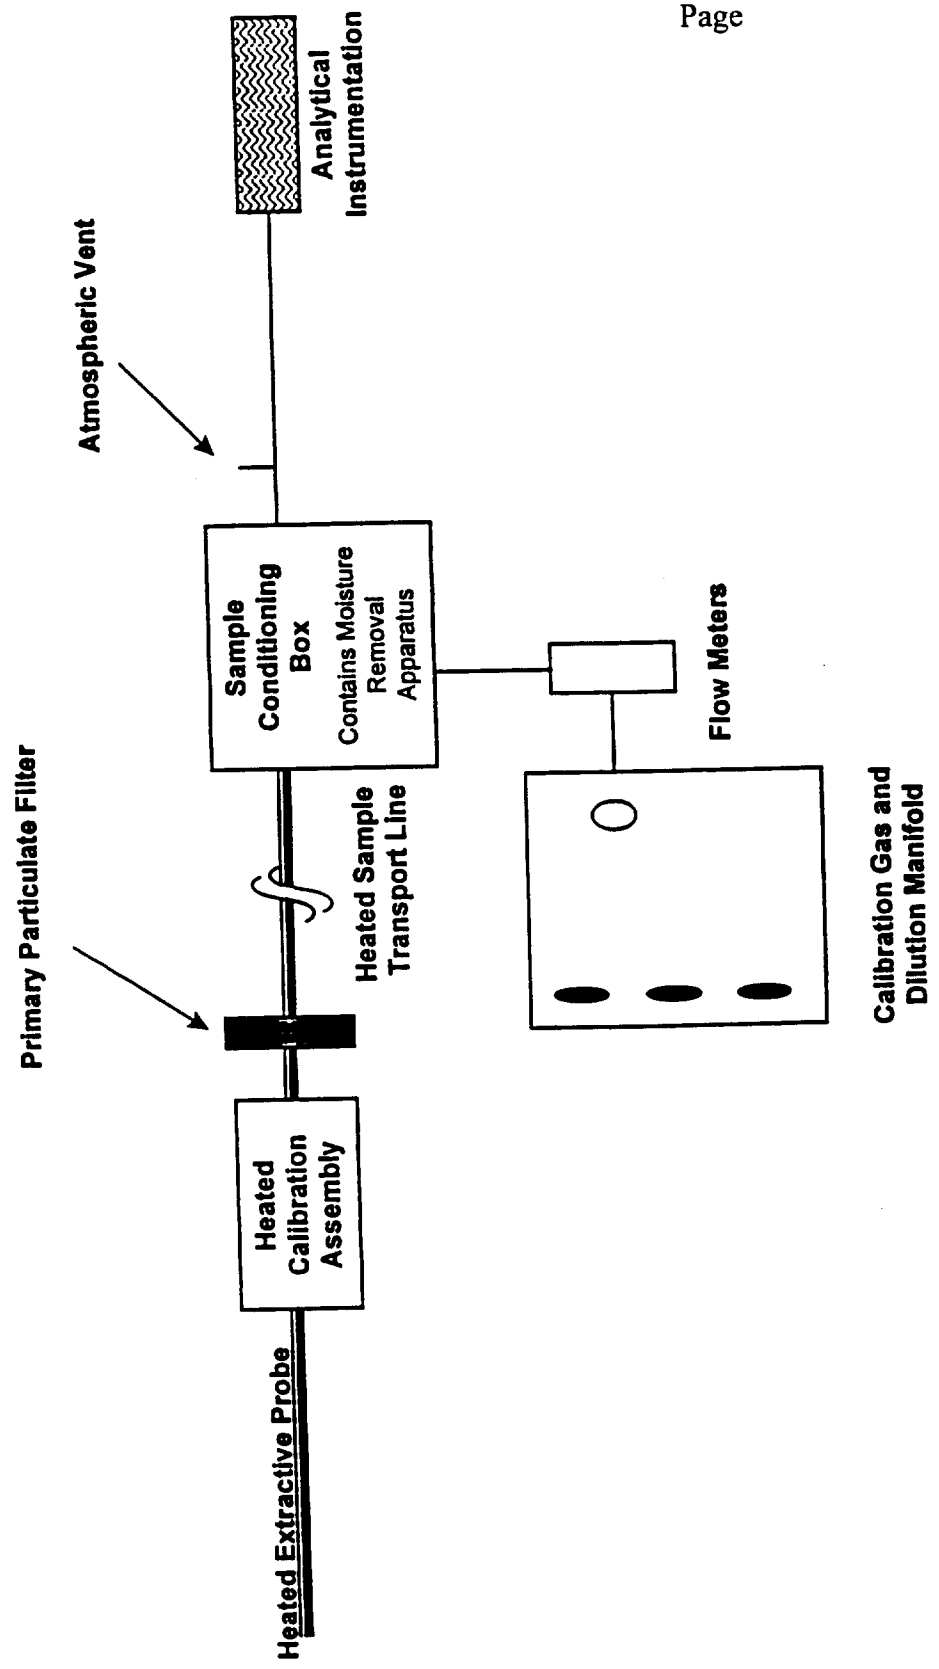 Page
Heated Extractive Probe
Heated
Calibration
Assembly
Primary Particulate Filter
Heated Sample
Transport Line
Sample
Conditioning
Box
Contains Moisture
Removal
Apparatus
Atmospheric Vent
Analytical
Instrumentation
Flow Meters
Calibration Gas and
Dilution Manifold